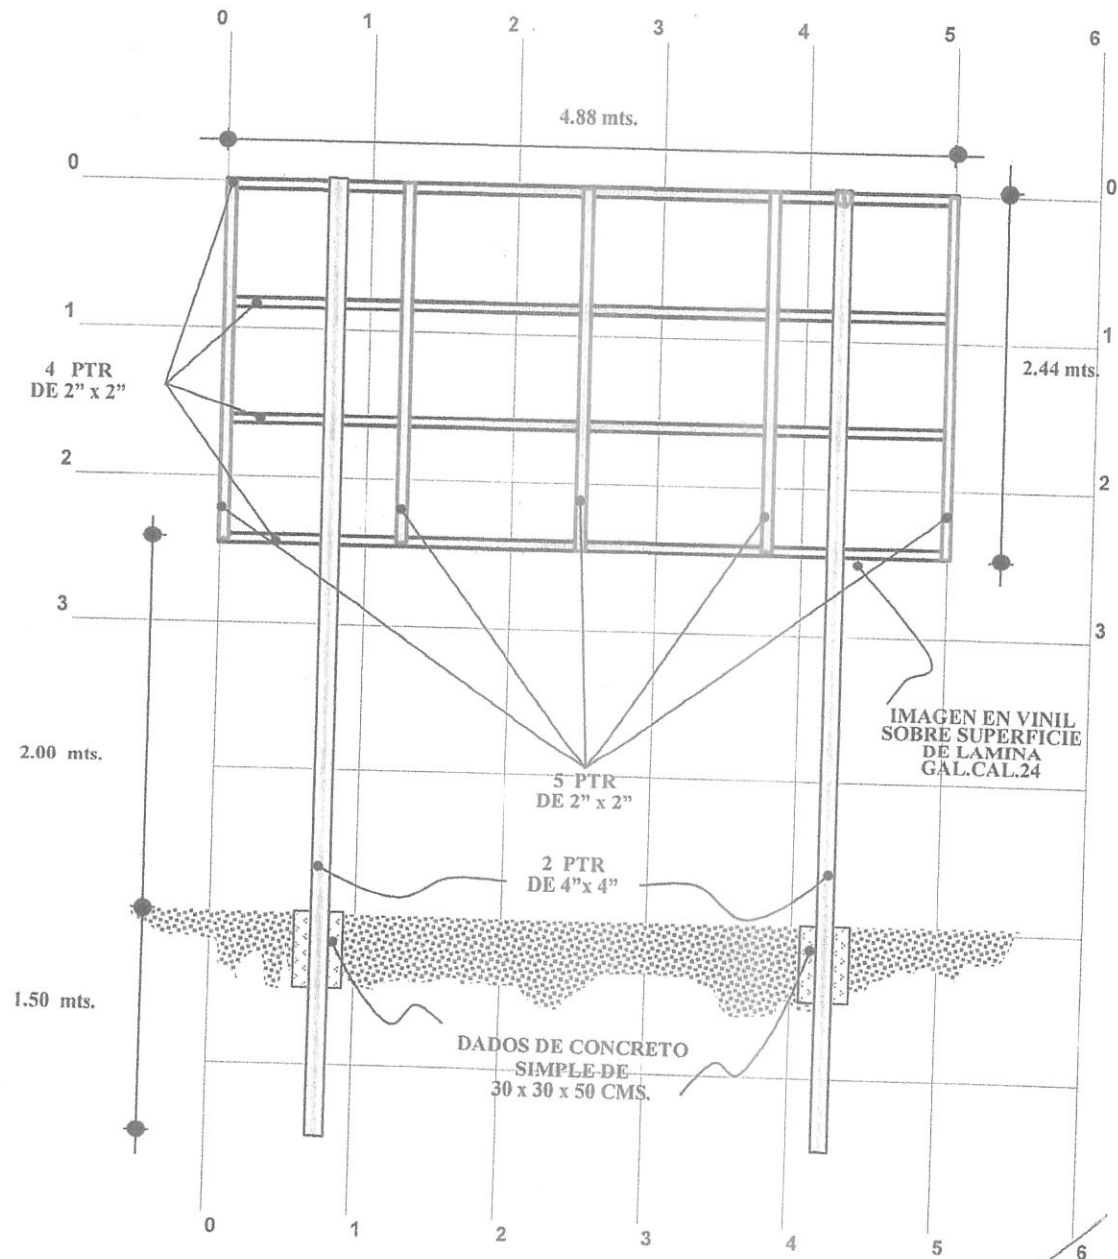 0 1 2 3 4 5 6
4.88 mts.
0 0
1 1
4 PTR
DE 2” x 2”
2.44 mts.
2 2
3 3
IMAGEN EN VINIL
SOBRE SUPERFICIE
DE LAMINA
GAL.CAL.24
2.00 mts.
5 PTR
DE 2” x 2”
2 PTR
DE 4”x 4”
1.50 mts.
DADOS DE CONCRETO
SIMPLE DE
30 x 30 x 50 CMS.
0 1 2 3 4 5 6